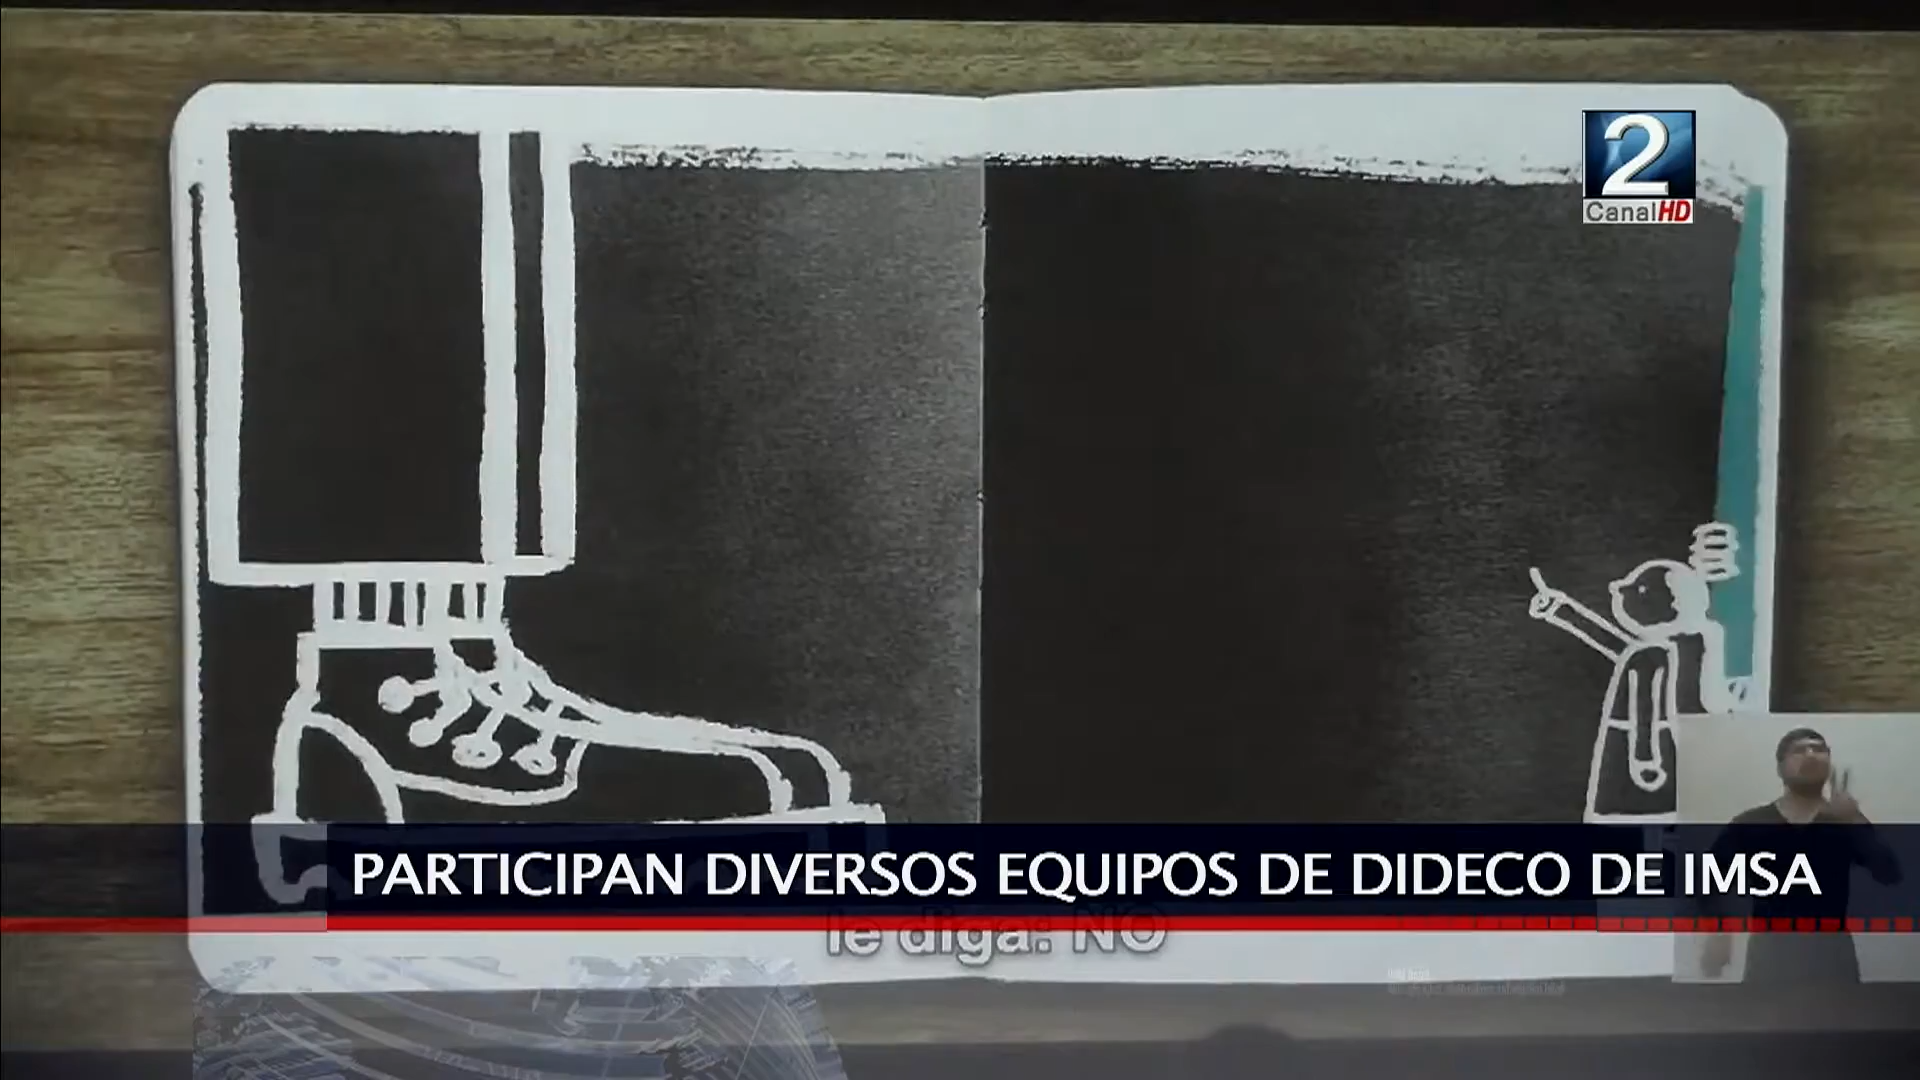 2
CanalHD
PARTICIPAN DIVERSOS EQUIPOS DE DIDECO DE IMSA
le diga: NO